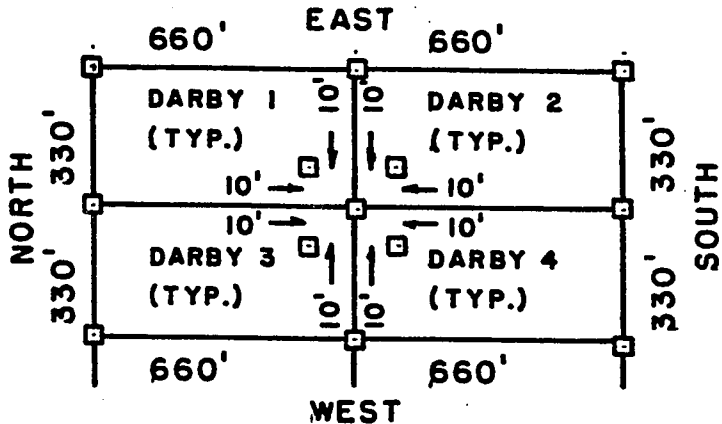 EAST
660' 660'
DARBY 1 10' 10' DARBY 2
(TYP.) (TYP.)
330' 330'
10' 10'
NORTH SOUTH
10' 10'
DARBY 3 DARBY 4
(TYP.) (TYP.)
330' 10' 10' 330'
660' 660'
WEST